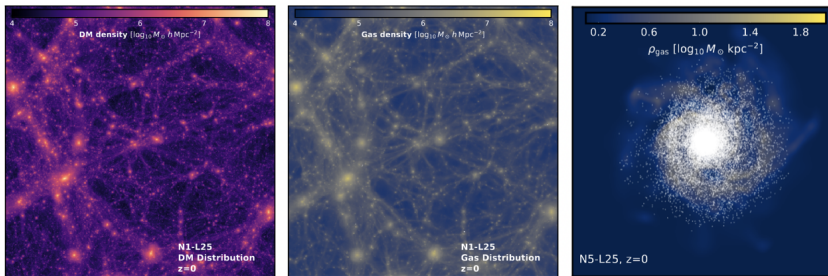 4 5 6 7 8
DM density [log₁₀ M⊙ h Mpc⁻²]
N1-L25
DM Distribution
z=0
4 5 6 7 8
Gas density [log₁₀ M⊙ h Mpc⁻²]
N1-L25
Gas Distribution
z=0
0.2 0.6 1.0 1.4 1.8
ρgas [log₁₀ M⊙ kpc⁻²]
N5-L25, z=0